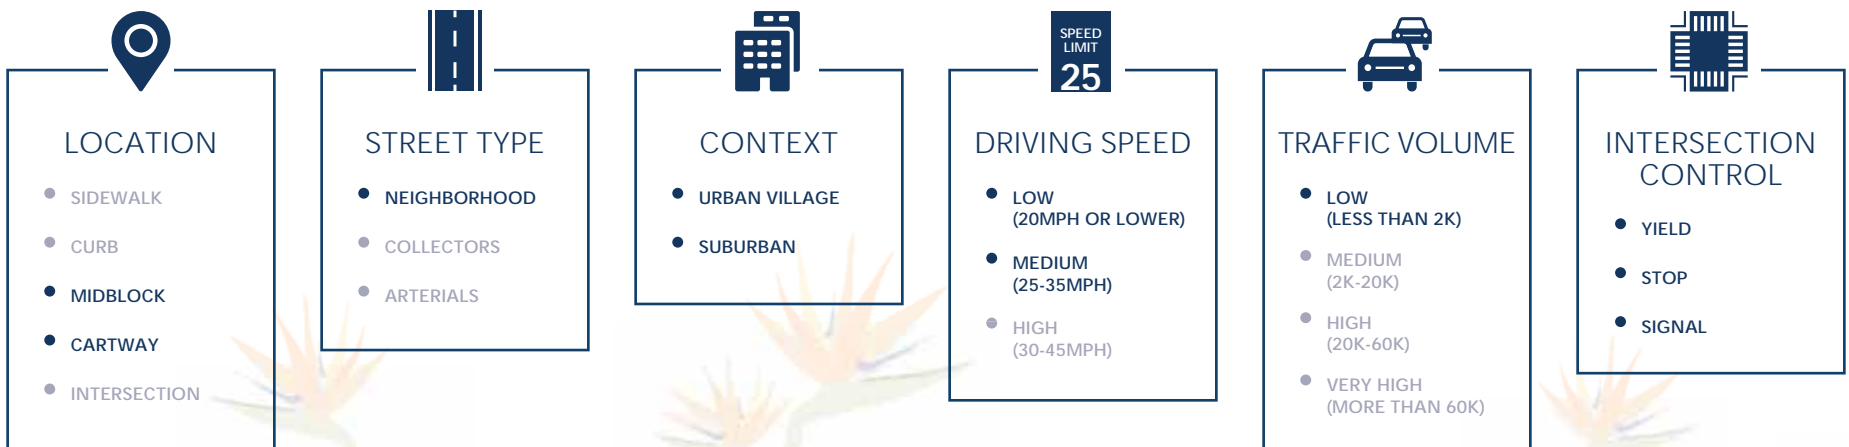 LOCATION
SIDEWALK
CURB
MIDBLOCK
CARTWAY
INTERSECTION
STREET TYPE
NEIGHBORHOOD
COLLECTORS
ARTERIALS
CONTEXT
URBAN VILLAGE
SUBURBAN
SPEED
LIMIT
25
DRIVING SPEED
LOW
(20MPH OR LOWER)
MEDIUM
(25-35MPH)
HIGH
(30-45MPH)
TRAFFIC VOLUME
LOW
(LESS THAN 2K)
MEDIUM
(2K-20K)
HIGH
(20K-60K)
VERY HIGH
(MORE THAN 60K)
INTERSECTION
CONTROL
YIELD
STOP
SIGNAL